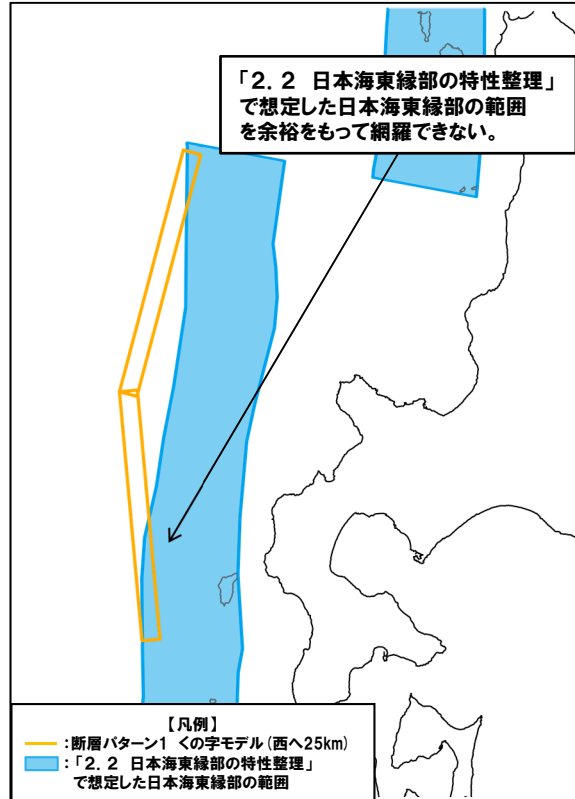 「2.2 日本海東縁部の特性整理」
で想定した日本海東縁部の範囲
を余裕をもって網羅できない。
【凡例】
:断層パターン1 くの字モデル(西へ25km)
:「2.2 日本海東縁部の特性整理」
で想定した日本海東縁部の範囲